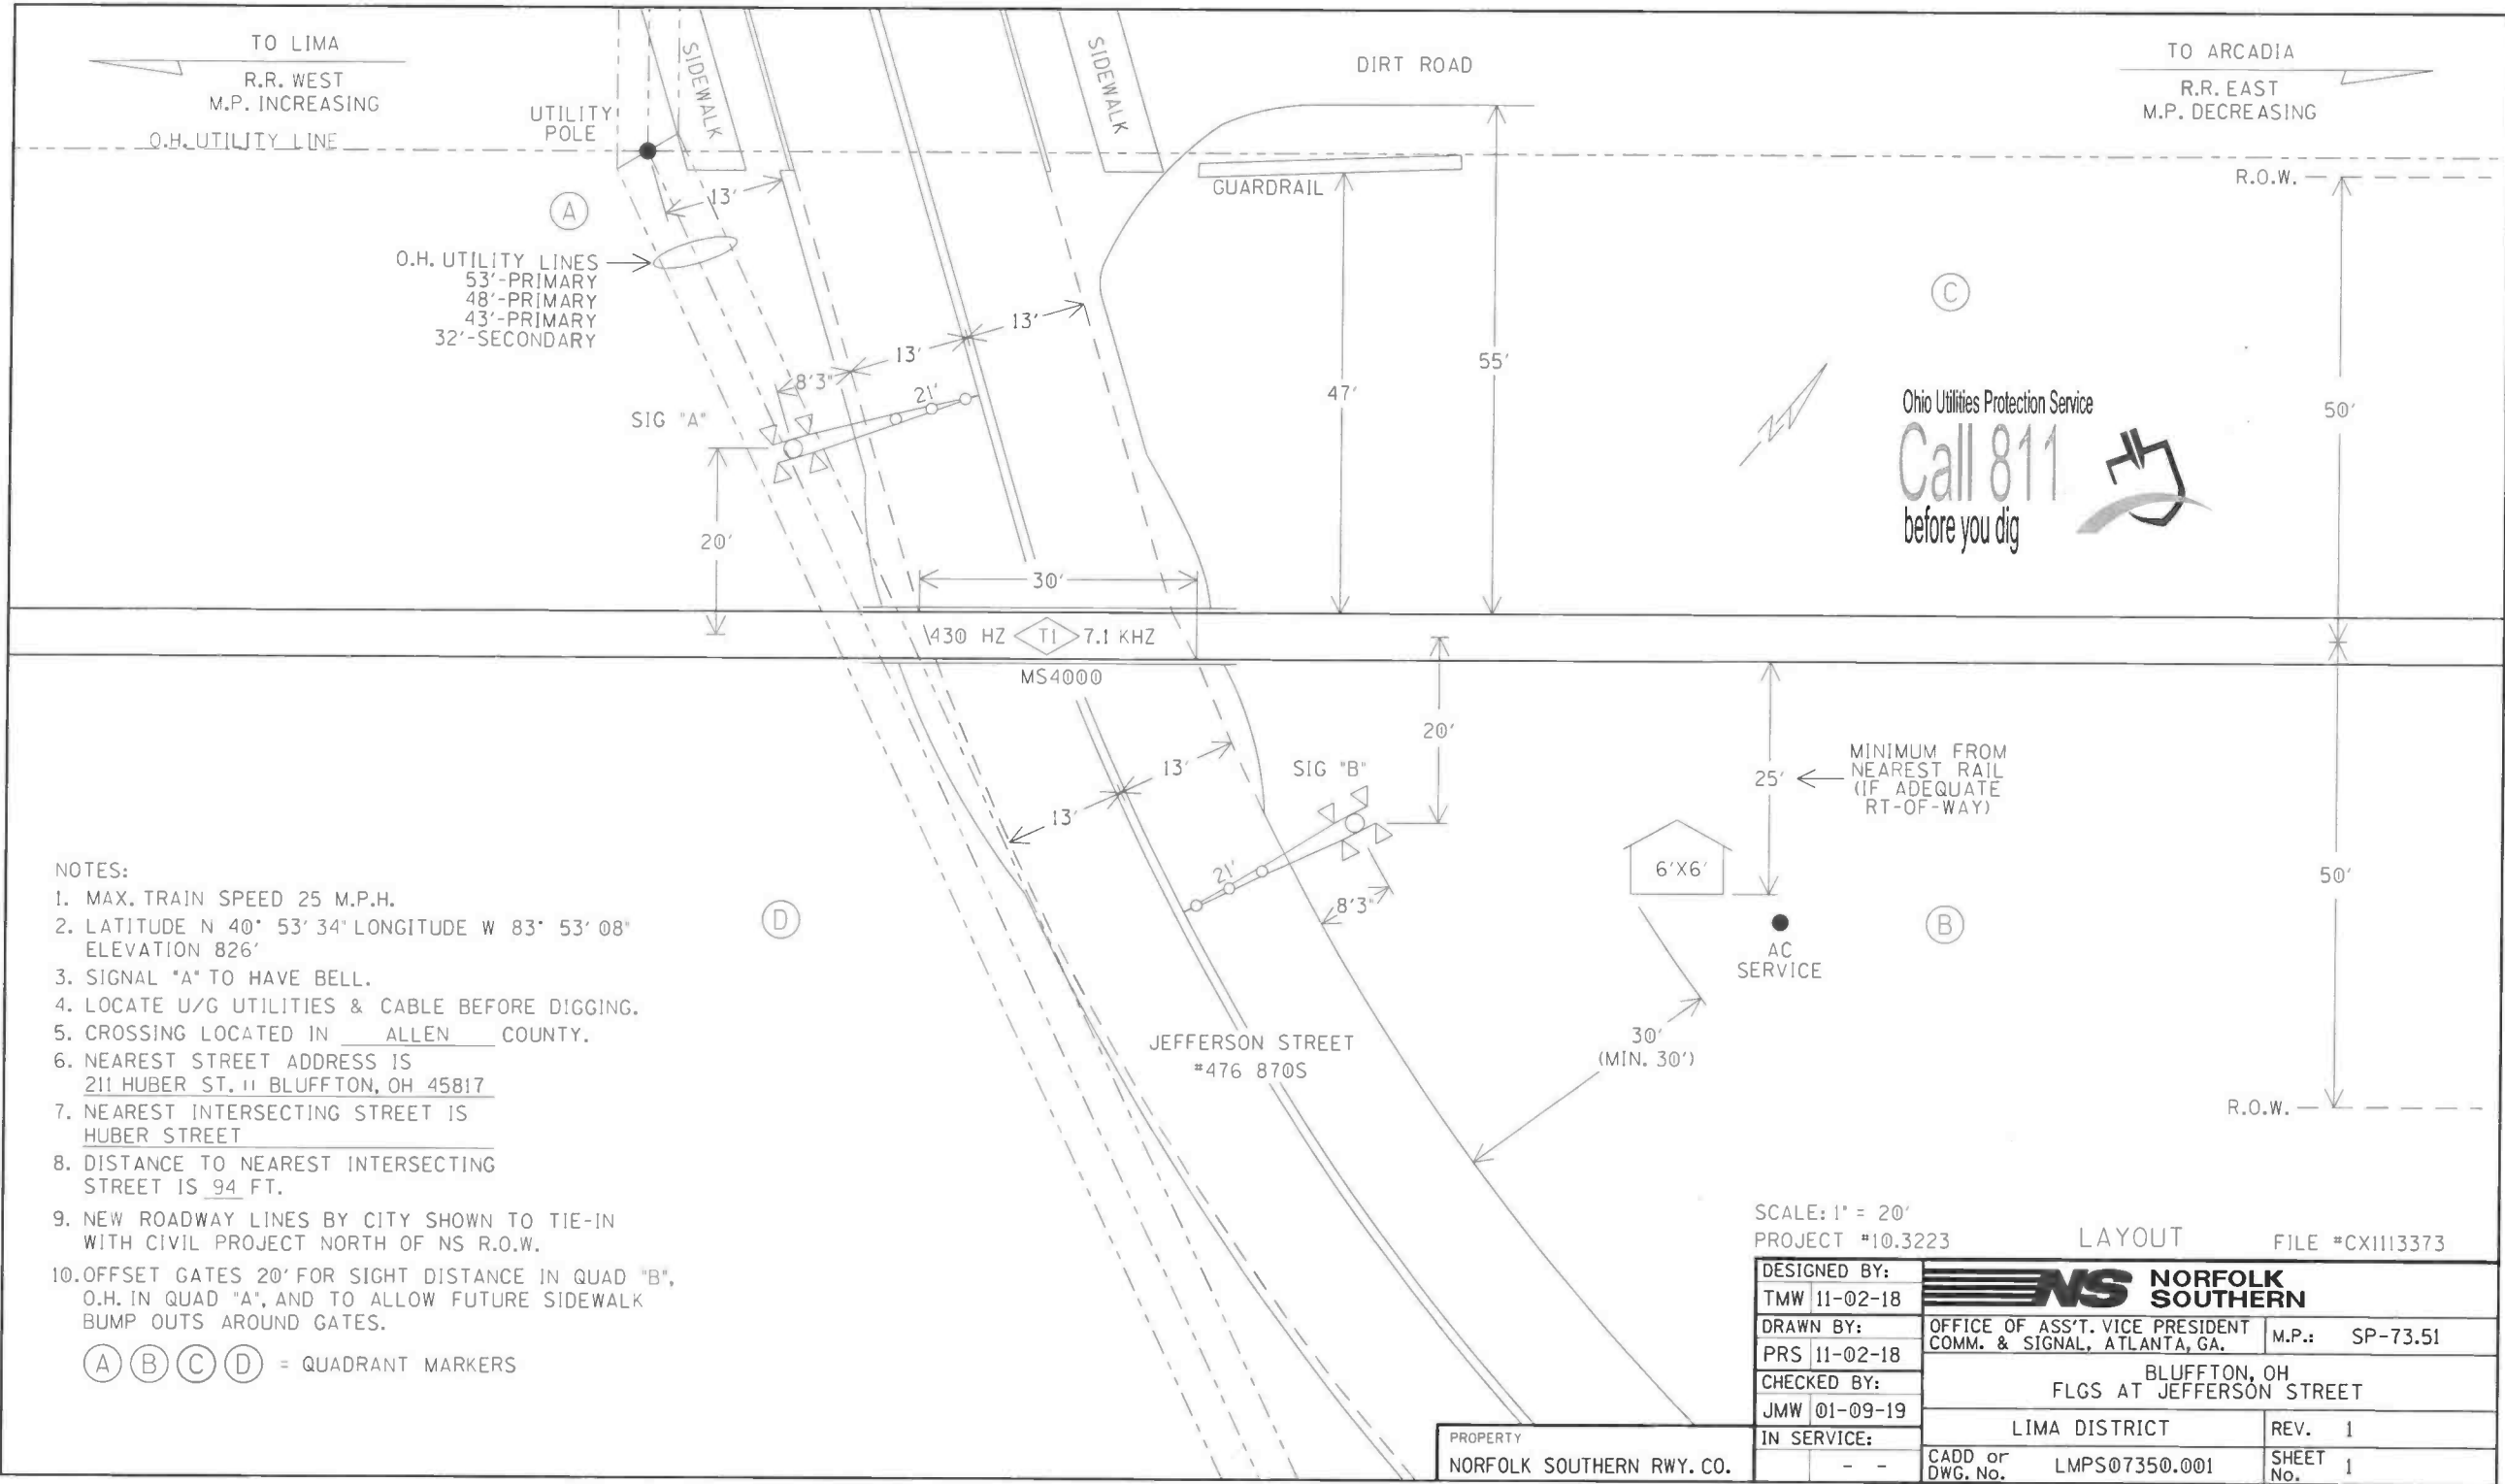 TO LIMA
R.R. WEST
M.P. INCREASING
O.H. UTILITY LINE
UTILITY
POLE
SIDEWALK
SIDEWALK
DIRT ROAD
TO ARCADIA
R.R. EAST
M.P. DECREASING
R.O.W.
GUARDRAIL
13'
A
O.H. UTILITY LINES
53'-PRIMARY
48'-PRIMARY
43'-PRIMARY
32'-SECONDARY
13'
13'
8'3"
21'
SIG "A"
20'
47'
55'
C
Ohio Utilities Protection Service
Call 811
before you dig
50'
30'
430 HZ T1 7.1 KHZ
MS4000
20'
13'
13'
SIG "B"
21'
8'3"
25'
MINIMUM FROM
NEAREST RAIL
(IF ADEQUATE
RT-OF-WAY)
6'X6'
AC
SERVICE
B
50'
D
30'
(MIN. 30')
JEFFERSON STREET
#476 870S
R.O.W.
NOTES:
1. MAX. TRAIN SPEED 25 M.P.H.
2. LATITUDE N 40° 53' 34" LONGITUDE W 83° 53' 08"
ELEVATION 826'
3. SIGNAL "A" TO HAVE BELL.
4. LOCATE U/G UTILITIES & CABLE BEFORE DIGGING.
5. CROSSING LOCATED IN ALLEN COUNTY.
6. NEAREST STREET ADDRESS IS
211 HUBER ST. II BLUFFTON, OH 45817
7. NEAREST INTERSECTING STREET IS
HUBER STREET
8. DISTANCE TO NEAREST INTERSECTING
STREET IS 94 FT.
9. NEW ROADWAY LINES BY CITY SHOWN TO TIE-IN
WITH CIVIL PROJECT NORTH OF NS R.O.W.
10. OFFSET GATES 20' FOR SIGHT DISTANCE IN QUAD "B",
O.H. IN QUAD "A", AND TO ALLOW FUTURE SIDEWALK
BUMP OUTS AROUND GATES.
A B C D = QUADRANT MARKERS
SCALE: 1" = 20'
PROJECT #10.3223
LAYOUT
FILE #CX1113373
DESIGNED BY:
TMW 11-02-18
DRAWN BY:
PRS 11-02-18
CHECKED BY:
JMW 01-09-19
IN SERVICE:
- -
NS NORFOLK
SOUTHERN
OFFICE OF ASS'T. VICE PRESIDENT
COMM. & SIGNAL, ATLANTA, GA.
M.P.: SP-73.51
BLUFFTON, OH
FLGS AT JEFFERSON STREET
LIMA DISTRICT
REV. 1
CADD or
DWG. No.
LMPS07350.001
SHEET
No. 1
PROPERTY
NORFOLK SOUTHERN RWY. CO.